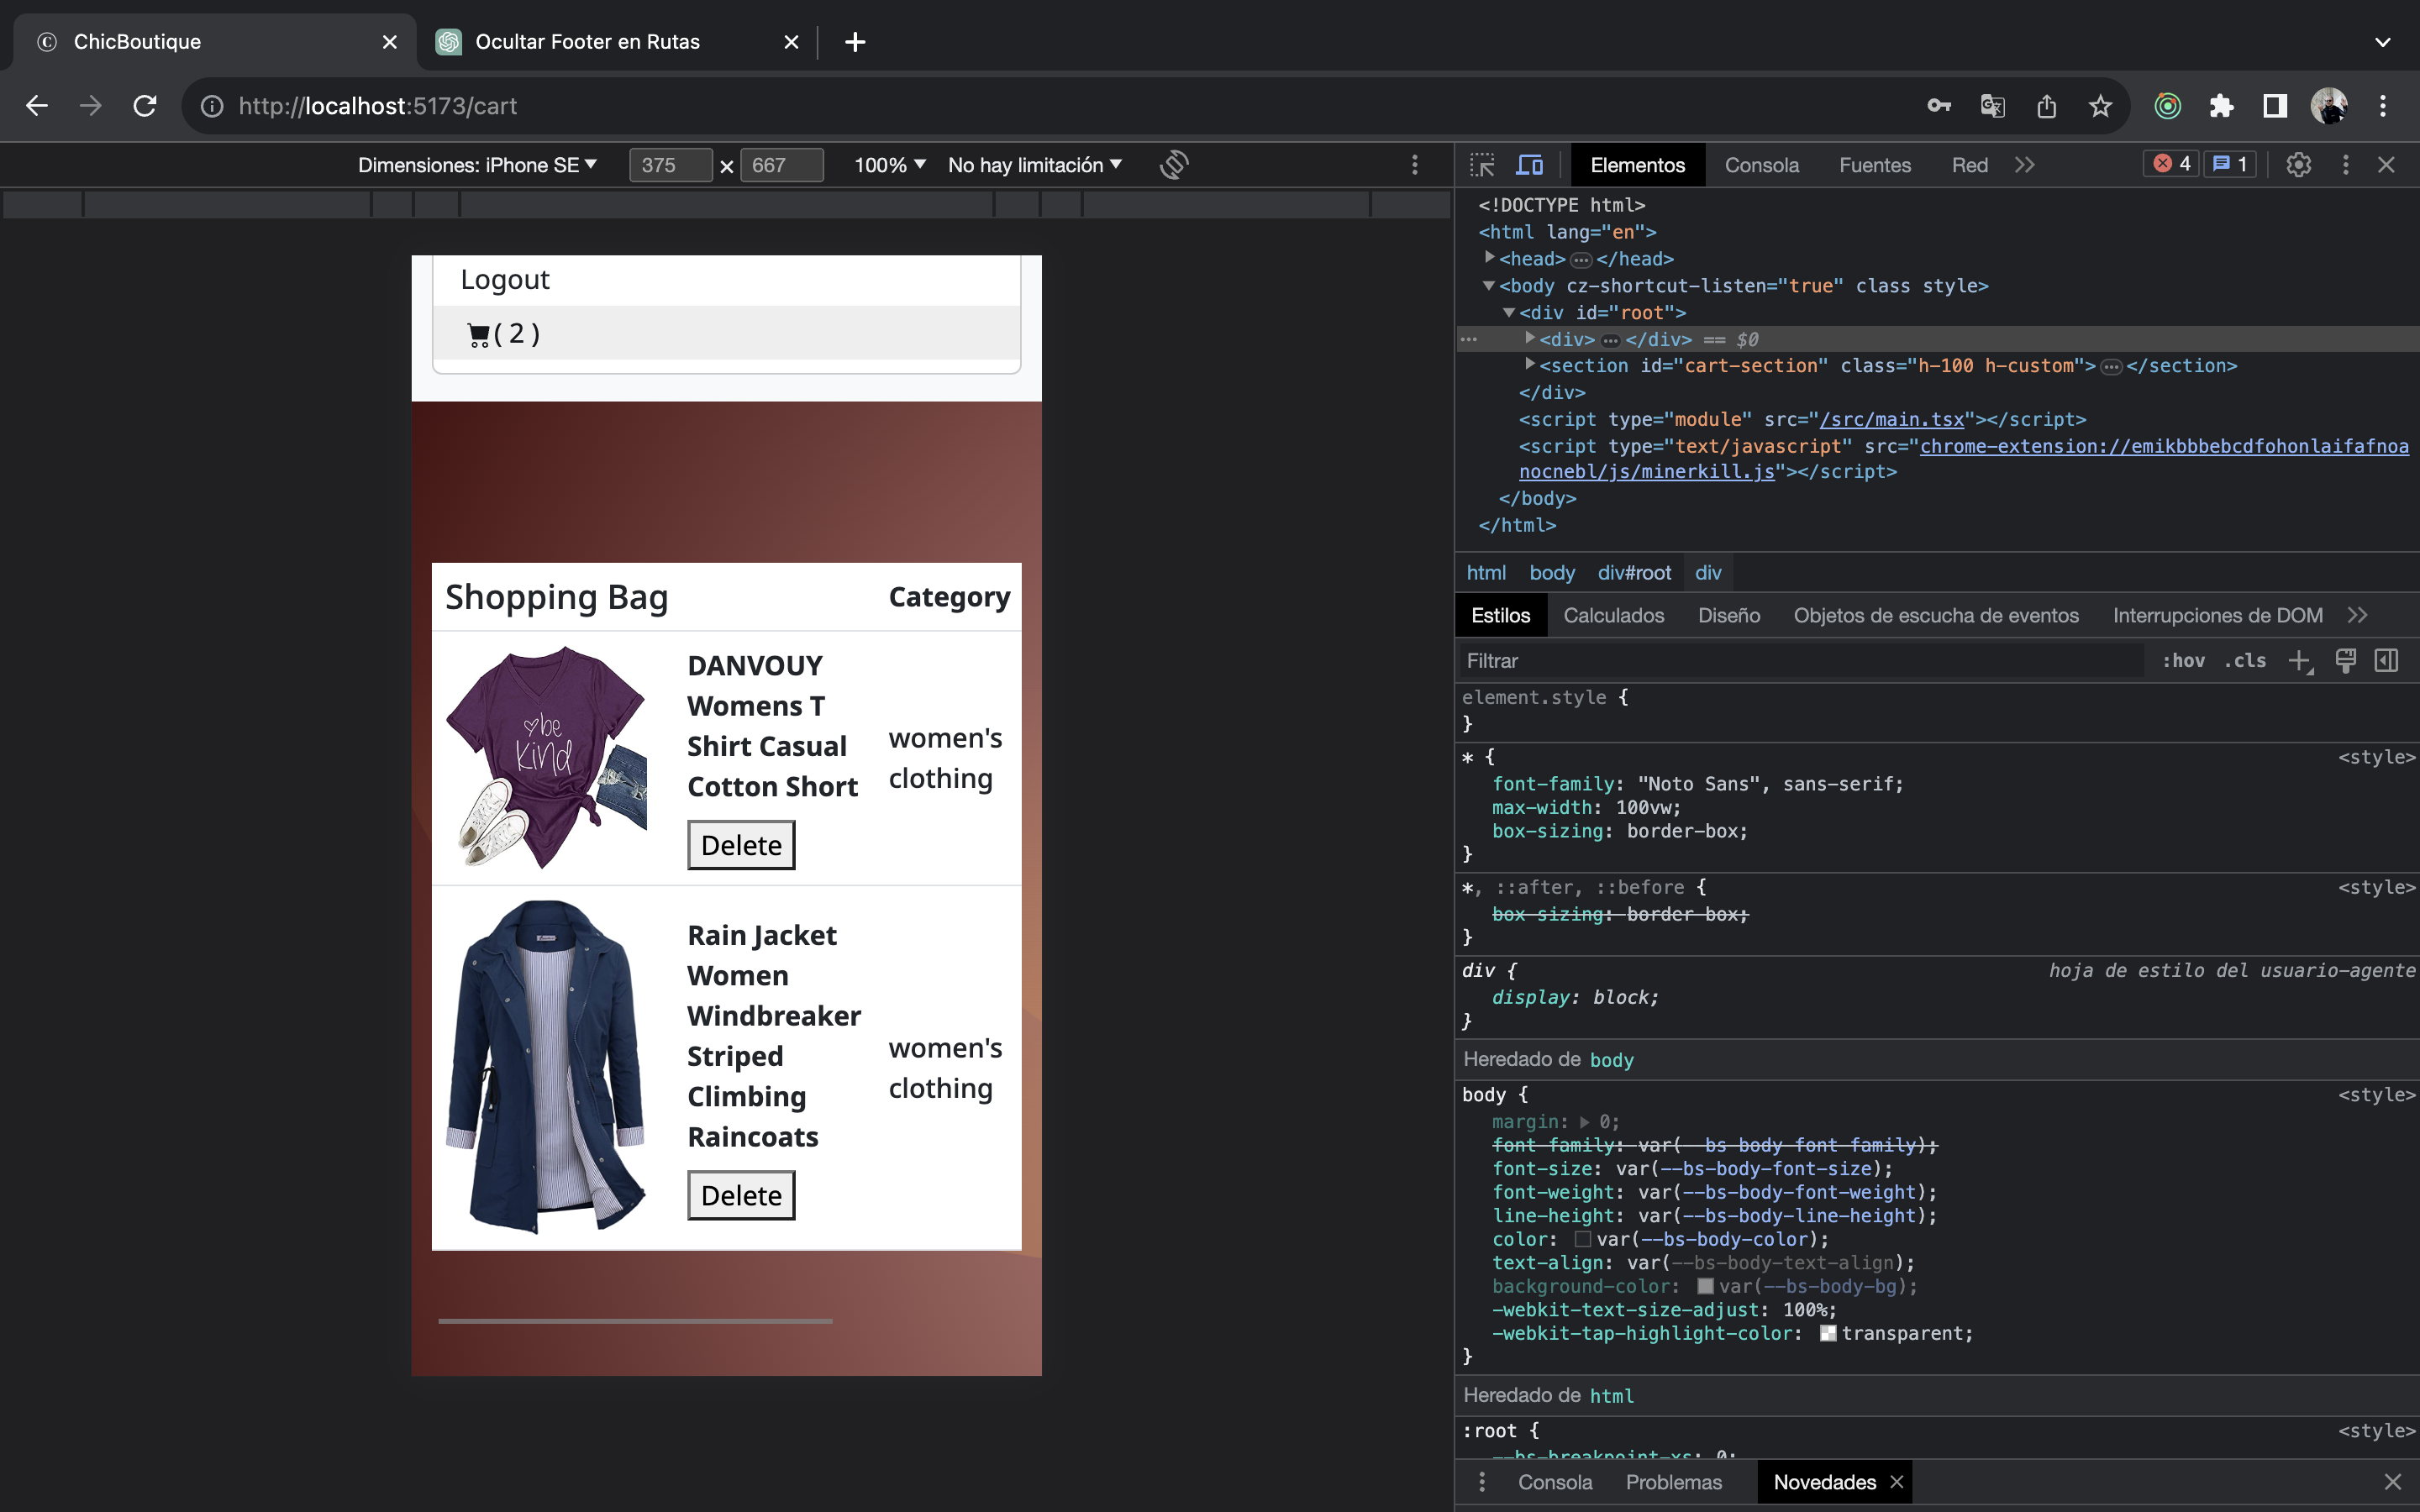 ChicBoutique
Ocultar Footer en Rutas
http://localhost:5173/cart
Dimensiones: iPhone SE
375 × 667
100%
No hay limitación
Elementos
Consola
Fuentes
Red
4
1
Logout
( 2 )
Shopping Bag
Category
DANVOUY
Womens T
Shirt Casual
Cotton Short
women's
clothing
be
kind
Delete
Rain Jacket
Women
Windbreaker
Striped
Climbing
Raincoats
women's
clothing
Delete
<!DOCTYPE html>
<html lang="en">
<head> ••• </head>
<body cz-shortcut-listen="true" class style>
<div id="root">
••• <div> ••• </div> == $0
<section id="cart-section" class="h-100 h-custom"> ••• </section>
</div>
<script type="module" src="/src/main.tsx"></script>
<script type="text/javascript" src="chrome-extension://emikbbbebcdfohonlaifafnoa
nocnebl/js/minerkill.js"></script>
</body>
</html>
html body div#root div
Estilos
Calculados
Diseño
Objetos de escucha de eventos
Interrupciones de DOM
Filtrar
:hov .cls
element.style {
}
* { <style>
font-family: "Noto Sans", sans-serif;
max-width: 100vw;
box-sizing: border-box;
}
*, ::after, ::before { <style>
box-sizing: border-box;
}
div { hoja de estilo del usuario-agente
display: block;
}
Heredado de body
body { <style>
margin: 0;
font-family: var(--bs-body-font-family);
font-size: var(--bs-body-font-size);
font-weight: var(--bs-body-font-weight);
line-height: var(--bs-body-line-height);
color: var(--bs-body-color);
text-align: var(--bs-body-text-align);
background-color: var(--bs-body-bg);
-webkit-text-size-adjust: 100%;
-webkit-tap-highlight-color: transparent;
}
Heredado de html
:root { <style>
--bs-breakpoint-xs: 0;
Consola
Problemas
Novedades